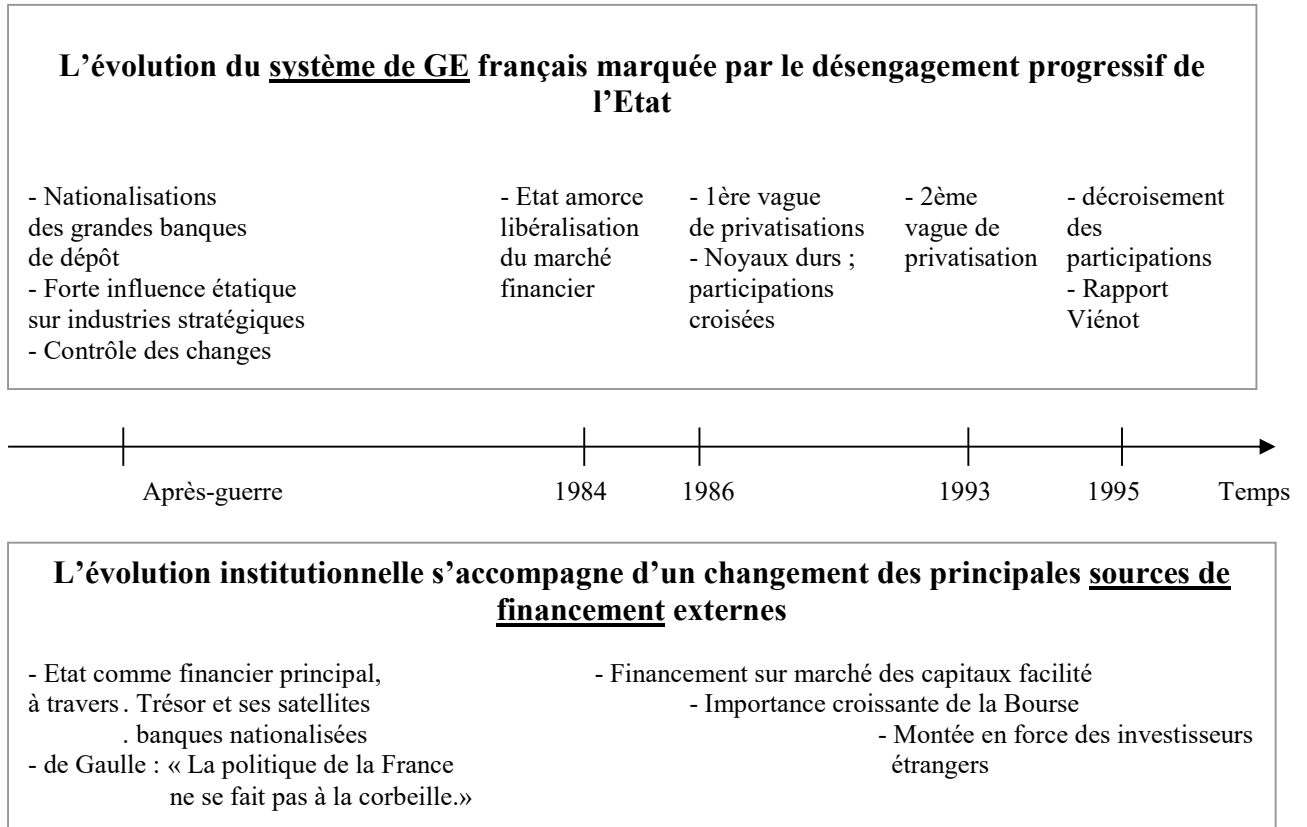 L’évolution du système de GE français marquée par le désengagement progressif de
l’Etat
- Nationalisations
des grandes banques
de dépôt
- Forte influence étatique
sur industries stratégiques
- Contrôle des changes
- Etat amorce
libéralisation
du marché
financier
- 1ère vague
de privatisations
- Noyaux durs ;
participations
croisées
- 2ème
vague de
privatisation
- décroisement
des
participations
- Rapport
Viénot
Après-guerre
1984
1986
1993
1995
Temps
L’évolution institutionnelle s’accompagne d’un changement des principales sources de
financement externes
- Etat comme financier principal,
à travers . Trésor et ses satellites
. banques nationalisées
- de Gaulle : « La politique de la France
ne se fait pas à la corbeille.»
- Financement sur marché des capitaux facilité
- Importance croissante de la Bourse
- Montée en force des investisseurs
étrangers